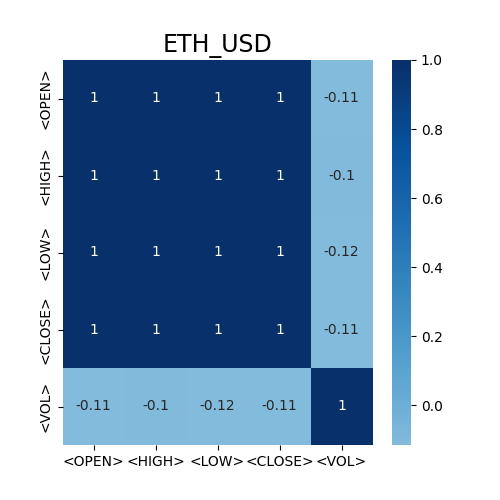 ETH_USD
<OPEN> 1 1 1 1 -0.11
<HIGH> 1 1 1 1 -0.1
<LOW> 1 1 1 1 -0.12
<CLOSE> 1 1 1 1 -0.11
<VOL> -0.11 -0.1 -0.12 -0.11 1
<OPEN> <HIGH> <LOW> <CLOSE> <VOL>
1.0
0.8
0.6
0.4
0.2
0.0